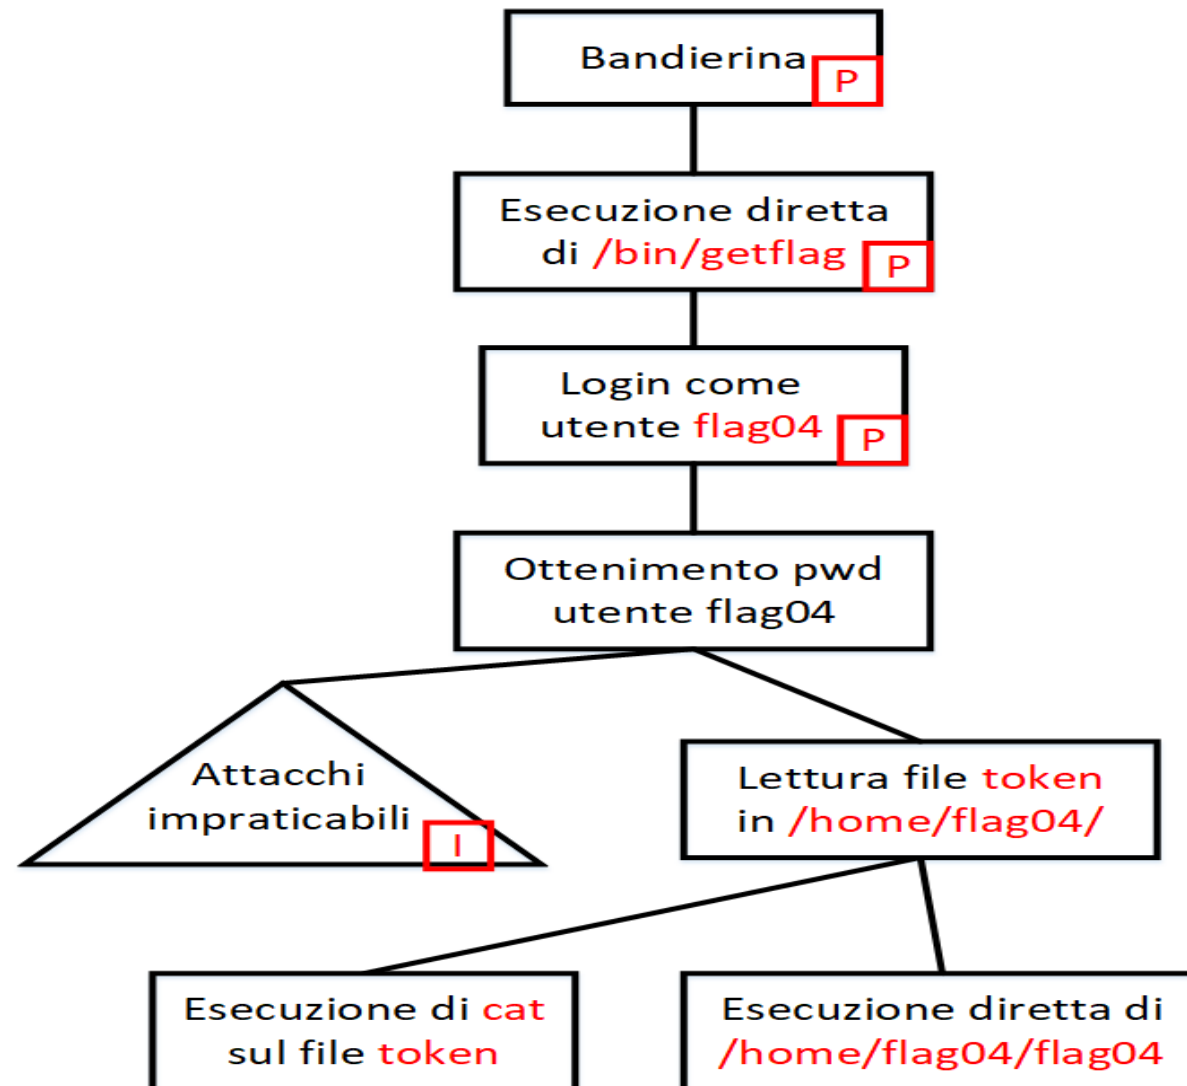 Bandierina
P
Esecuzione diretta
di /bin/getflag
P
Login come
utente flag04
P
Ottenimento pwd
utente flag04
Attacchi
impraticabili
I
Lettura file token
in /home/flag04/
Esecuzione di cat
sul file token
Esecuzione diretta di
/home/flag04/flag04